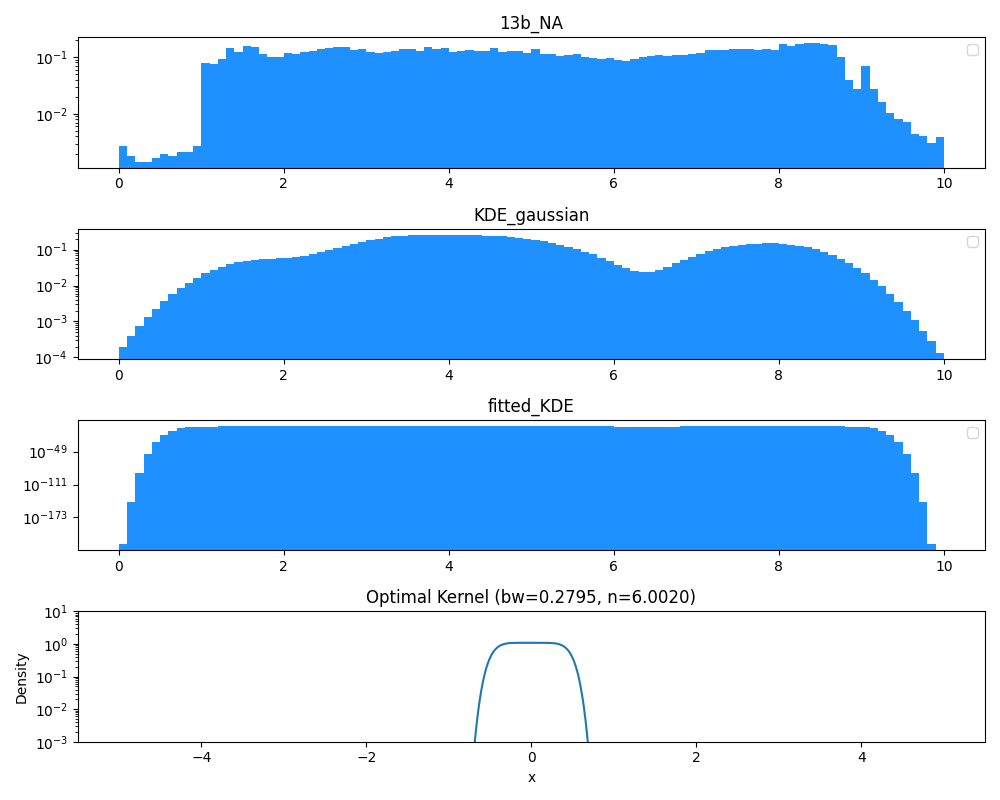 13b_NA
10⁻¹
10⁻²
0 2 4 6 8 10
KDE_gaussian
10⁻¹
10⁻²
10⁻³
10⁻⁴
0 2 4 6 8 10
fitted_KDE
10⁻⁴⁹
10⁻¹¹¹
10⁻¹⁷³
0 2 4 6 8 10
Optimal Kernel (bw=0.2795, n=6.0020)
Density
10¹
10⁰
10⁻¹
10⁻²
10⁻³
−4 −2 0 2 4
x